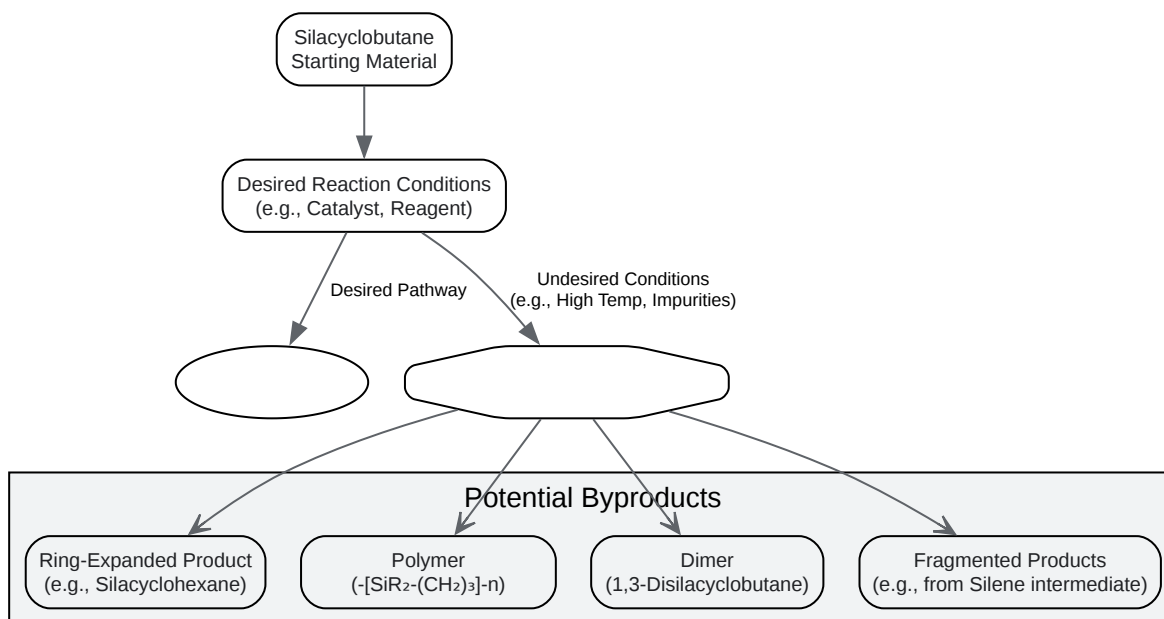 Silacyclobutane
Starting Material
Desired Reaction Conditions
(e.g., Catalyst, Reagent)
Desired Pathway
Undesired Conditions
(e.g., High Temp, Impurities)
Potential Byproducts
Ring-Expanded Product
(e.g., Silacyclohexane)
Polymer
(-[SiR₂-(CH₂)₃]-n)
Dimer
(1,3-Disilacyclobutane)
Fragmented Products
(e.g., from Silene intermediate)